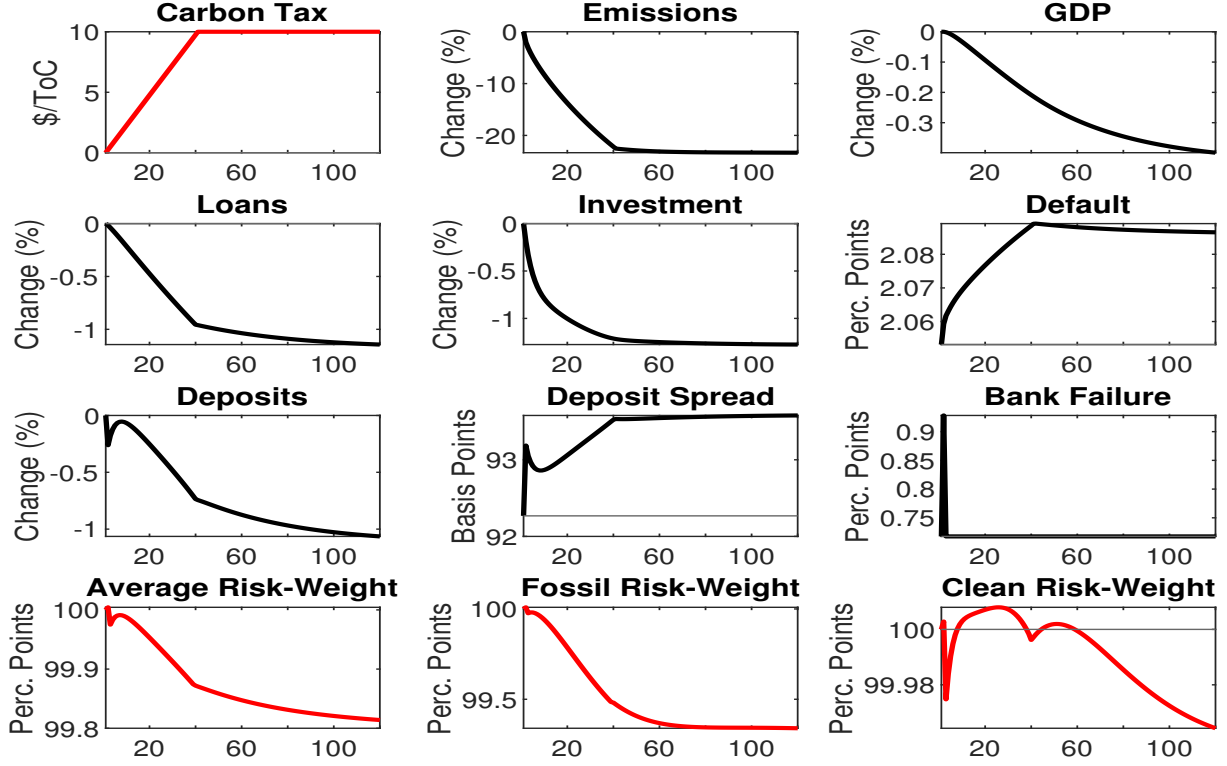 Carbon Tax
$/ToC
10
5
0
20 60 100
Emissions
Change (%)
0
-10
-20
20 60 100
GDP
Change (%)
0
-0.1
-0.2
-0.3
20 60 100
Loans
Change (%)
0
-0.5
-1
20 60 100
Investment
Change (%)
0
-0.5
-1
20 60 100
Default
Perc. Points
2.08
2.07
2.06
20 60 100
Deposits
Change (%)
0
-0.5
-1
20 60 100
Deposit Spread
Basis Points
93
92
20 60 100
Bank Failure
Perc. Points
0.9
0.85
0.8
0.75
20 60 100
Average Risk-Weight
Perc. Points
100
99.9
99.8
20 60 100
Fossil Risk-Weight
Perc. Points
100
99.5
20 60 100
Clean Risk-Weight
Perc. Points
100
99.98
20 60 100